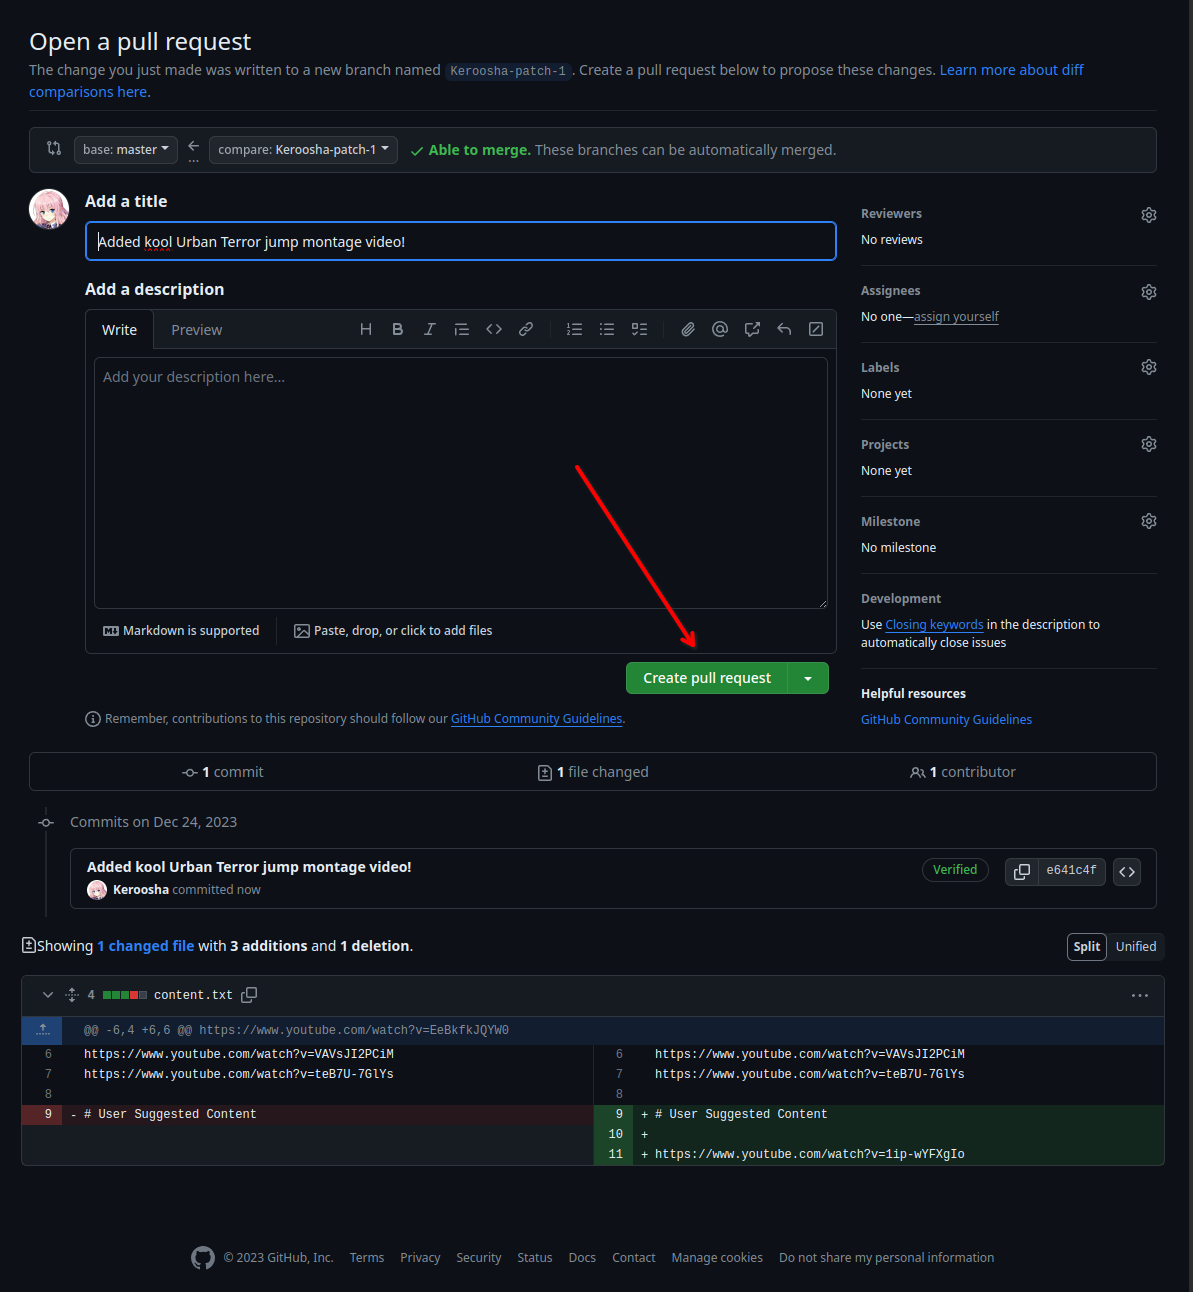 Open a pull request
The change you just made was written to a new branch named Keroosha-patch-1. Create a pull request below to propose these changes. Learn more about diff
comparisons here.
base: master
...
compare: Keroosha-patch-1
Able to merge. These branches can be automatically merged.
Add a title
Added kool Urban Terror jump montage video!
Add a description
Write
Preview
Add your description here...
Markdown is supported
Paste, drop, or click to add files
Create pull request
Remember, contributions to this repository should follow our GitHub Community Guidelines.
Reviewers
No reviews
Assignees
No one—assign yourself
Labels
None yet
Projects
None yet
Milestone
No milestone
Development
Use Closing keywords in the description to
automatically close issues
Helpful resources
GitHub Community Guidelines
1 commit
1 file changed
1 contributor
Commits on Dec 24, 2023
Added kool Urban Terror jump montage video!
Keroosha committed now
Verified
e641c4f
Showing 1 changed file with 3 additions and 1 deletion.
Split
Unified
4 content.txt
@@ -6,4 +6,6 @@ https://www.youtube.com/watch?v=EeBkfkJQYW0
6 https://www.youtube.com/watch?v=VAVsJI2PCiM
7 https://www.youtube.com/watch?v=teB7U-7GlYs
8
9 - # User Suggested Content
6 https://www.youtube.com/watch?v=VAVsJI2PCiM
7 https://www.youtube.com/watch?v=teB7U-7GlYs
8
9 + # User Suggested Content
10 +
11 + https://www.youtube.com/watch?v=1ip-wYFXgIo
© 2023 GitHub, Inc.
Terms
Privacy
Security
Status
Docs
Contact
Manage cookies
Do not share my personal information